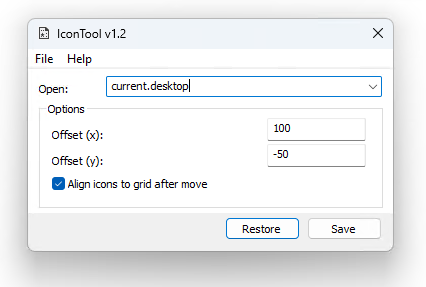 IconTool v1.2
File Help
Open: current.desktop
Options
Offset (x): 100
Offset (y): -50
Align icons to grid after move
Restore Save